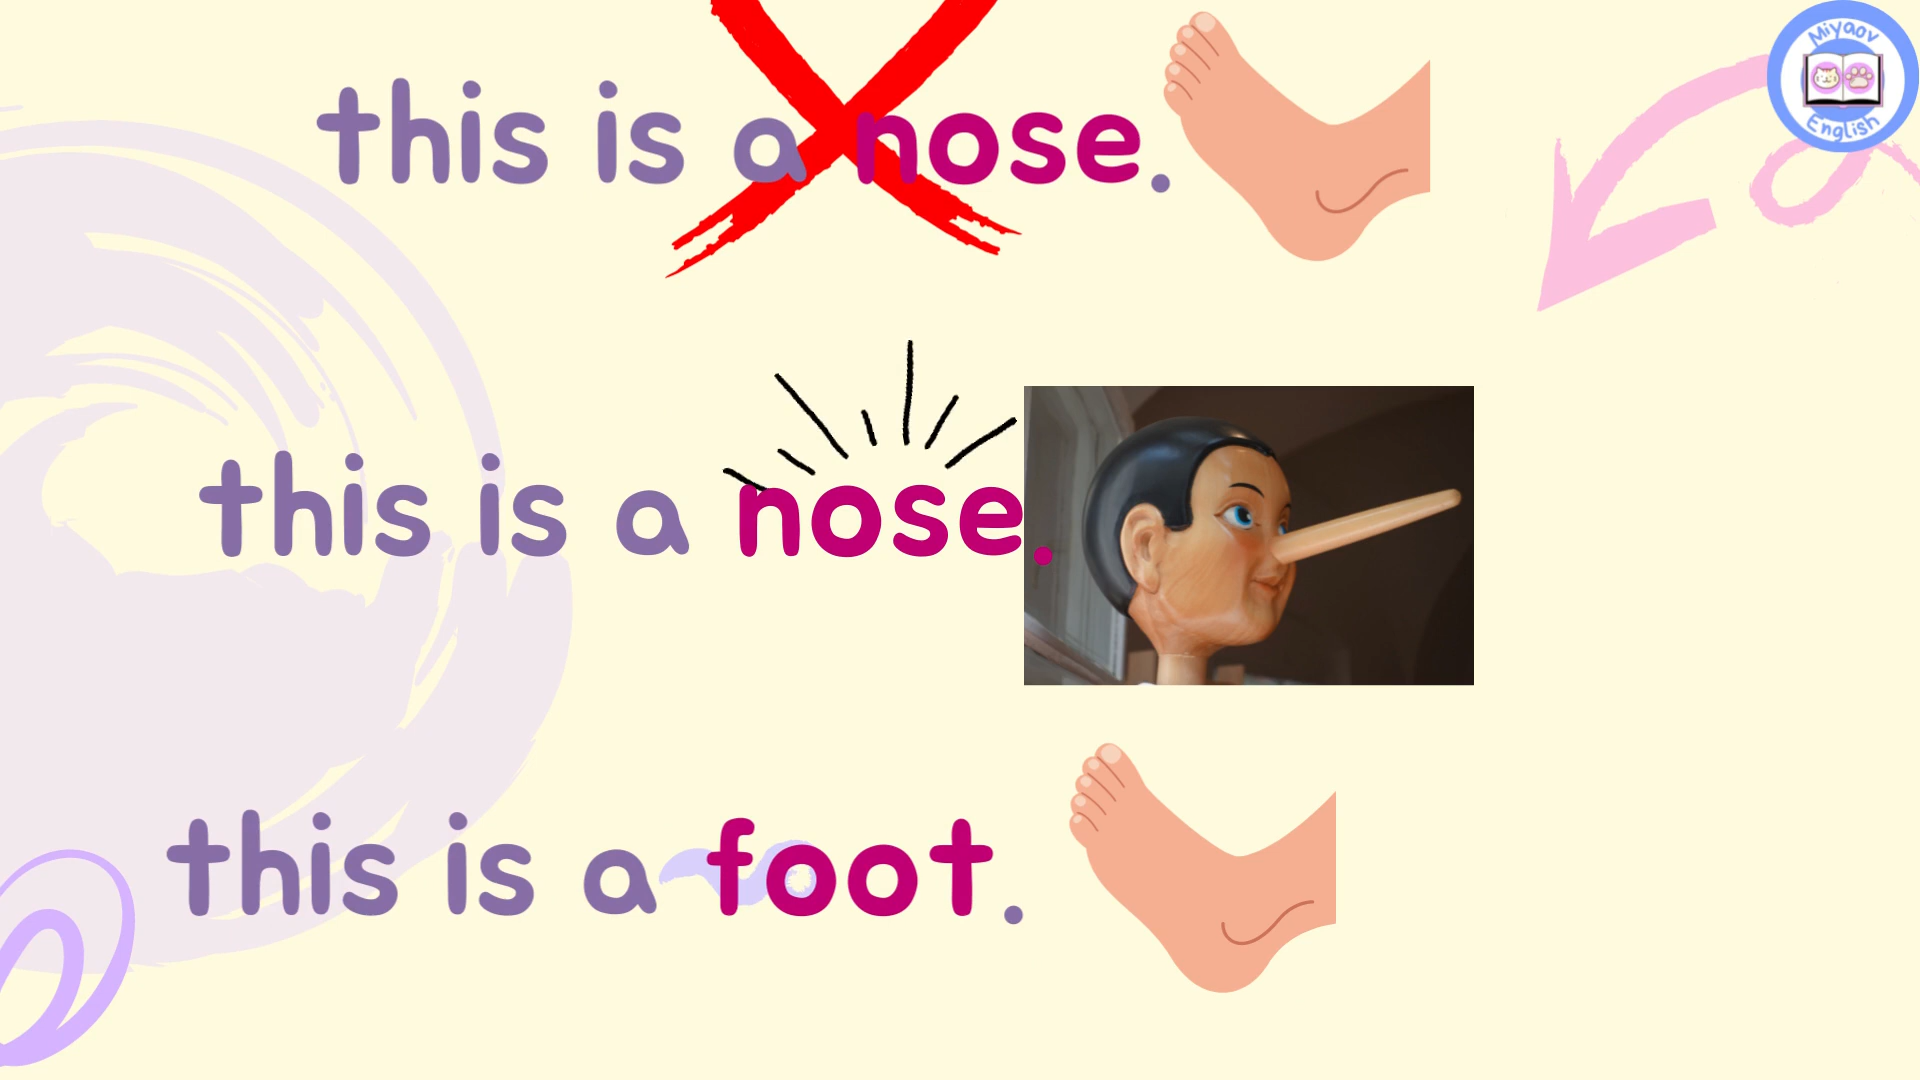 Miyaov
English
this is a nose.
this is a nose.
this is a foot.